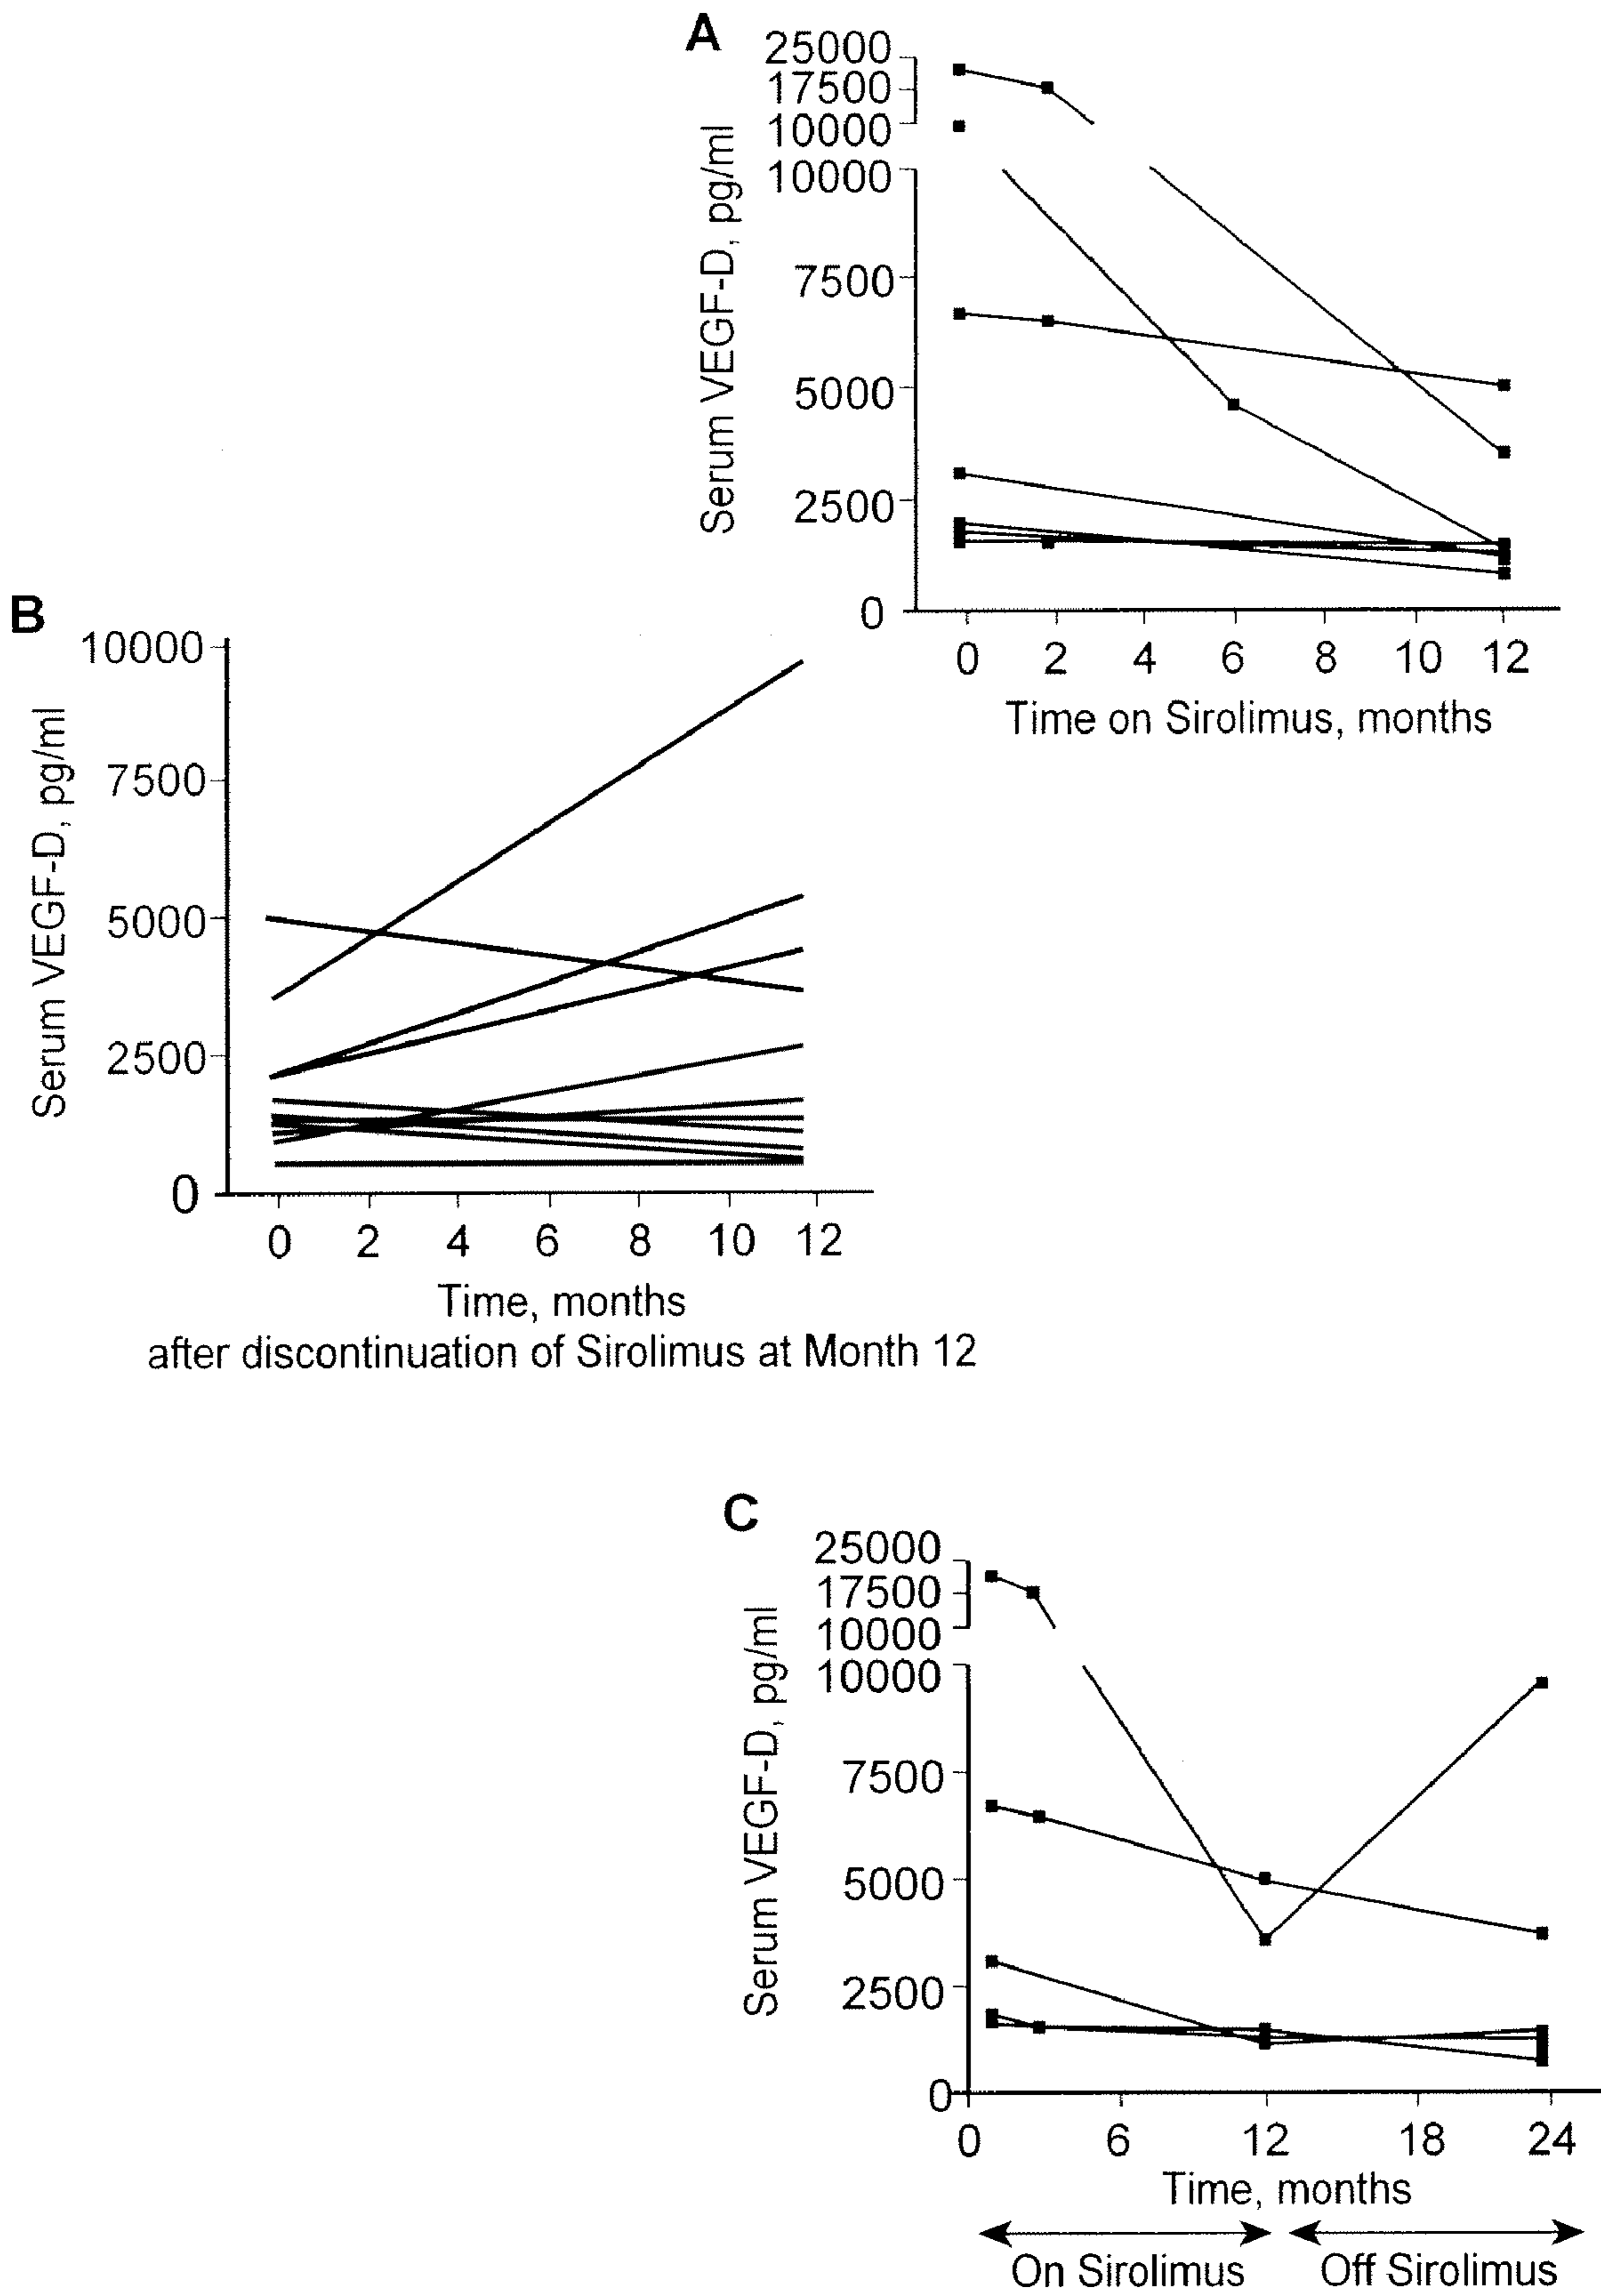 A
25000
17500
10000
10000
7500
5000
2500
0
Serum VEGF-D, pg/ml
0 2 4 6 8 10 12
Time on Sirolimus, months
B
10000
7500
5000
2500
0
Serum VEGF-D, pg/ml
0 2 4 6 8 10 12
Time, months
after discontinuation of Sirolimus at Month 12
C
25000
17500
10000
10000
7500
5000
2500
0
Serum VEGF-D, pg/ml
0 6 12 18 24
Time, months
On Sirolimus Off Sirolimus